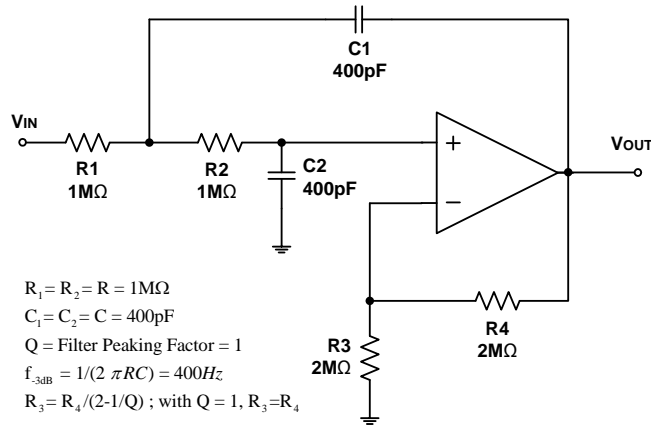 C1
400pF
VIN
VOUT
R1
1MΩ
R2
1MΩ
C2
400pF
+
−
R4
2MΩ
R3
2MΩ
R₁= R₂= R = 1MΩ
C₁= C₂= C = 400pF
Q = Filter Peaking Factor = 1
f₋₃dB = 1/(2 πRC) = 400Hz
R₃= R₄/(2-1/Q) ; with Q = 1, R₃=R₄